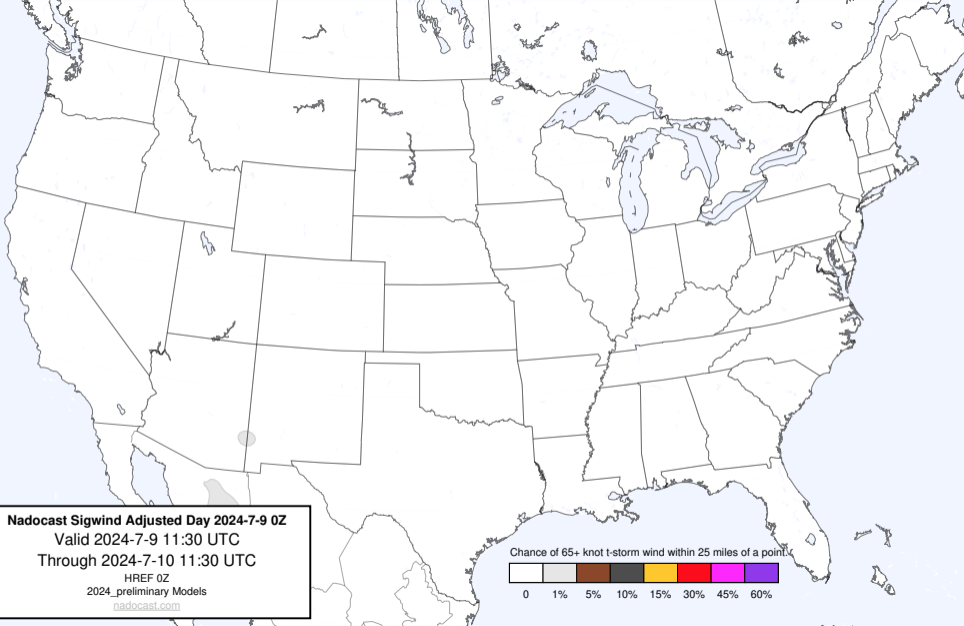 Nadocast Sigwind Adjusted Day 2024-7-9 0Z
Valid 2024-7-9 11:30 UTC
Through 2024-7-10 11:30 UTC
HREF 0Z
2024_preliminary Models
nadocast.com
Chance of 65+ knot t-storm wind within 25 miles of a point.
0 1% 5% 10% 15% 30% 45% 60%